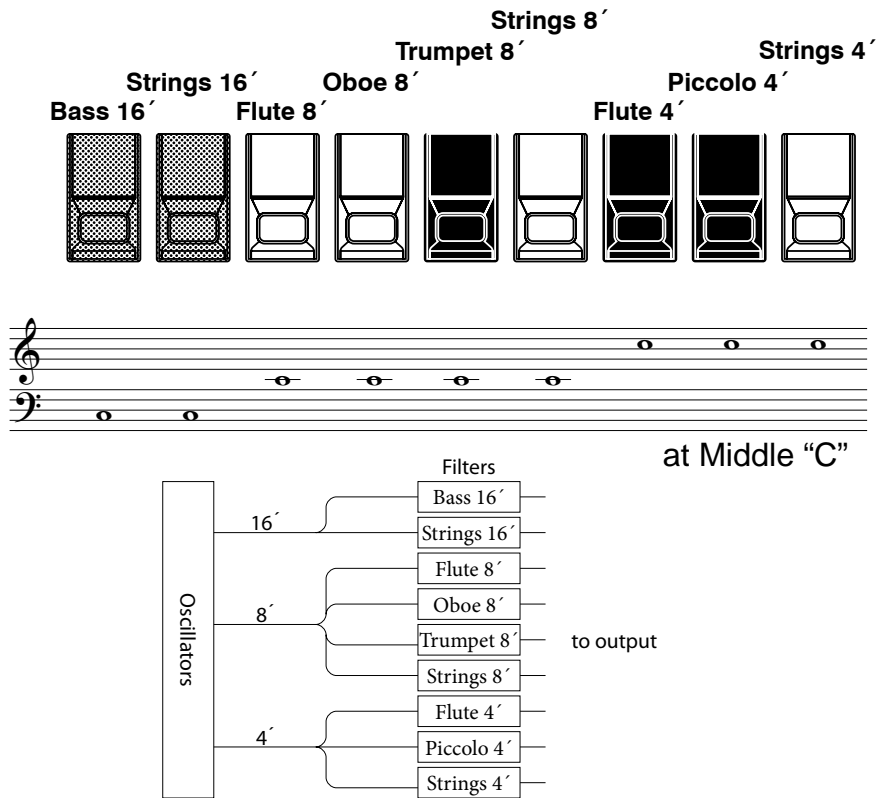 Strings 8´
Trumpet 8´ Strings 4´
Strings 16´ Oboe 8´ Piccolo 4´
Bass 16´ Flute 8´ Flute 4´
at Middle “C”
Filters
Oscillators
16´
8´
4´
Bass 16´
Strings 16´
Flute 8´
Oboe 8´
Trumpet 8´
Strings 8´
Flute 4´
Piccolo 4´
Strings 4´
to output